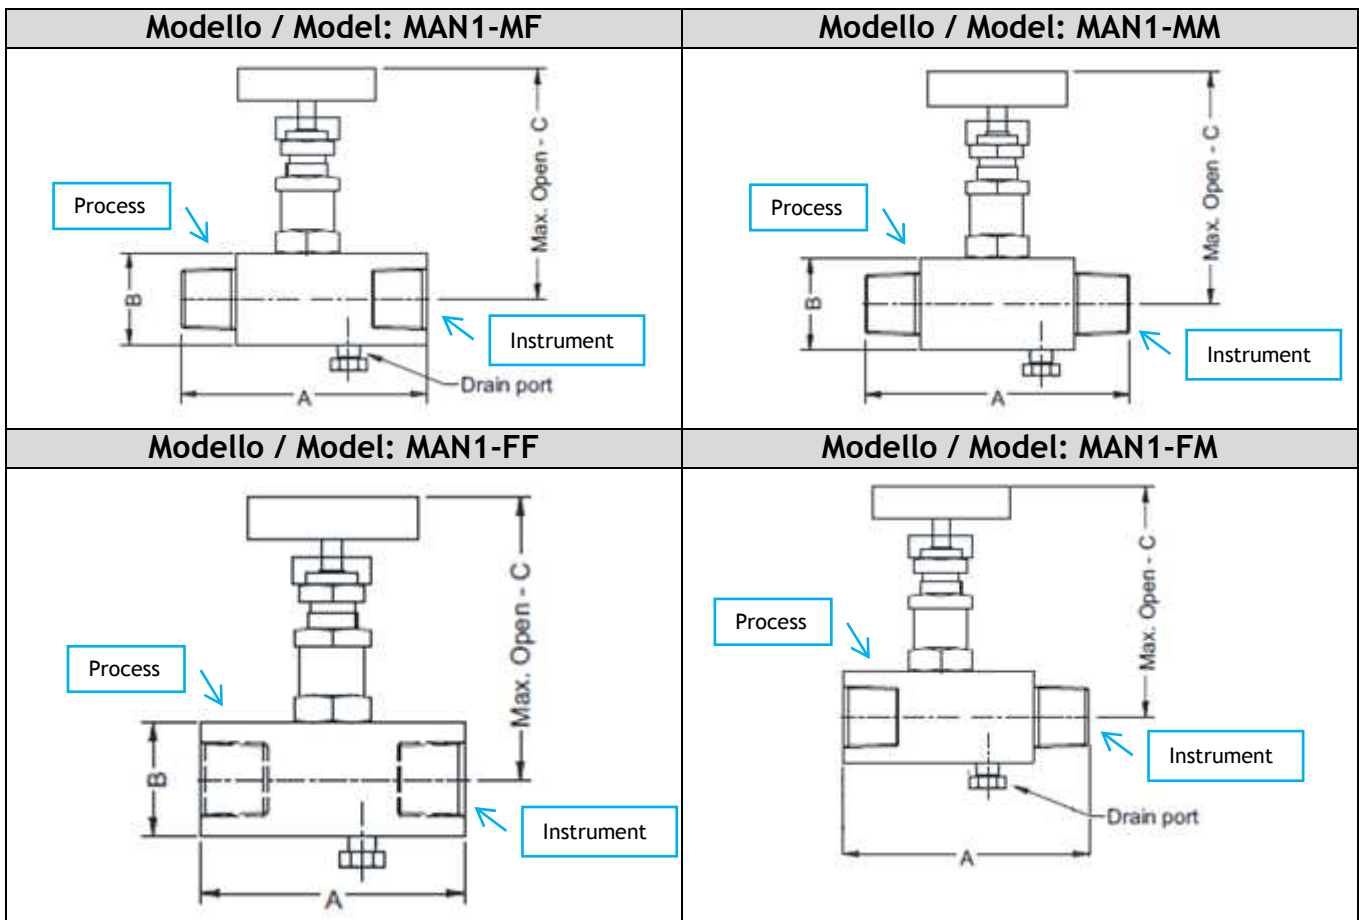 Modello / Model: MAN1-MF
Max. Open - C
Process
B
Instrument
Drain port
A
Modello / Model: MAN1-MM
Max. Open - C
Process
B
Instrument
A
Modello / Model: MAN1-FF
Max. Open - C
Process
B
Instrument
A
Modello / Model: MAN1-FM
Max. Open - C
Process
Instrument
Drain port
A